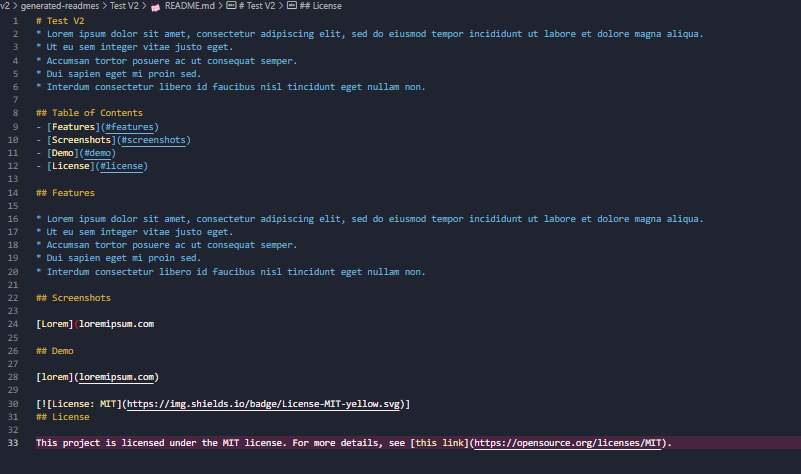 v2 > generated-readmes > Test V2 > README.md > # Test V2 > ## License
1 # Test V2
2 * Lorem ipsum dolor sit amet, consectetur adipiscing elit, sed do eiusmod tempor incididunt ut labore et dolore magna aliqua.
3 * Ut eu sem integer vitae justo eget.
4 * Accumsan tortor posuere ac ut consequat semper.
5 * Dui sapien eget mi proin sed.
6 * Interdum consectetur libero id faucibus nisl tincidunt eget nullam non.
7
8 ## Table of Contents
9 - [Features](#features)
10 - [Screenshots](#screenshots)
11 - [Demo](#demo)
12 - [License](#license)
13
14 ## Features
15
16 * Lorem ipsum dolor sit amet, consectetur adipiscing elit, sed do eiusmod tempor incididunt ut labore et dolore magna aliqua.
17 * Ut eu sem integer vitae justo eget.
18 * Accumsan tortor posuere ac ut consequat semper.
19 * Dui sapien eget mi proin sed.
20 * Interdum consectetur libero id faucibus nisl tincidunt eget nullam non.
21
22 ## Screenshots
23
24 [Lorem](loremipsum.com
25
26 ## Demo
27
28 [lorem](loremipsum.com)
29
30 [![License: MIT](https://img.shields.io/badge/License-MIT-yellow.svg)]
31 ## License
32
33 This project is licensed under the MIT license. For more details, see [this link](https://opensource.org/licenses/MIT).